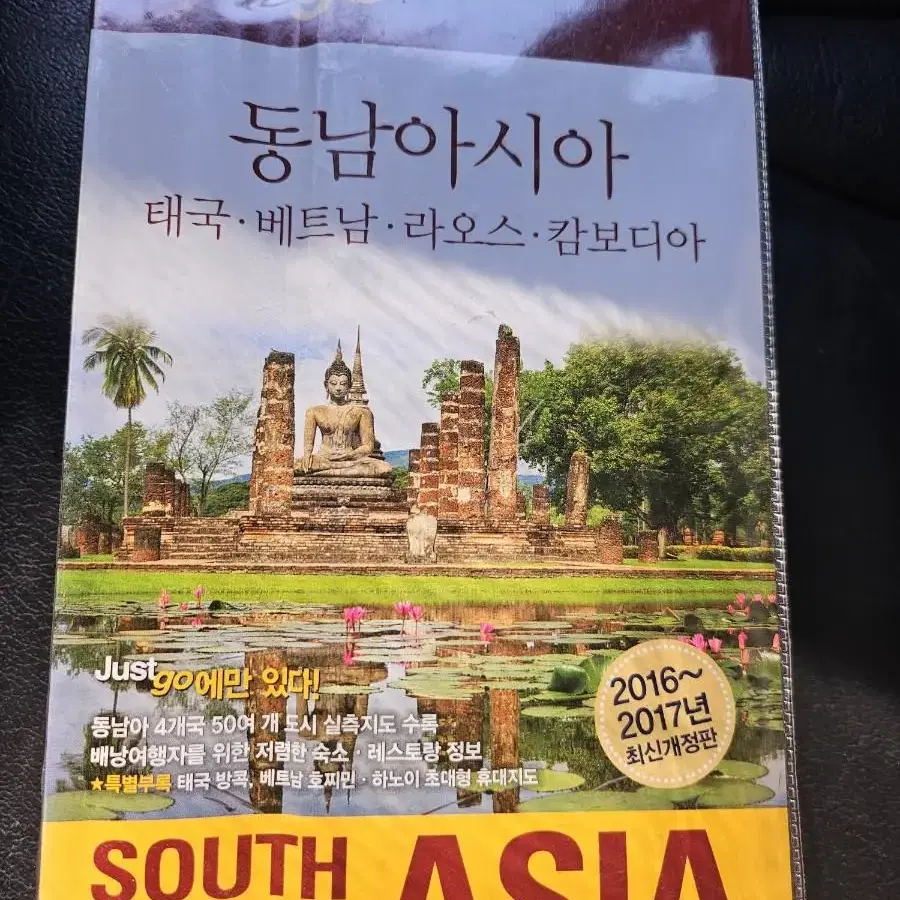 동남아시아
태국·베트남·라오스·캄보디아
Just go에만 있다!
동남아 4개국 50여 개 도시 실측지도 수록
배낭여행자를 위한 저렴한 숙소·레스토랑 정보
★특별부록 태국 방콕, 베트남 호찌민·하노이 초대형 휴대지도
2016~
2017년
최신개정판
SOUTH ASIA